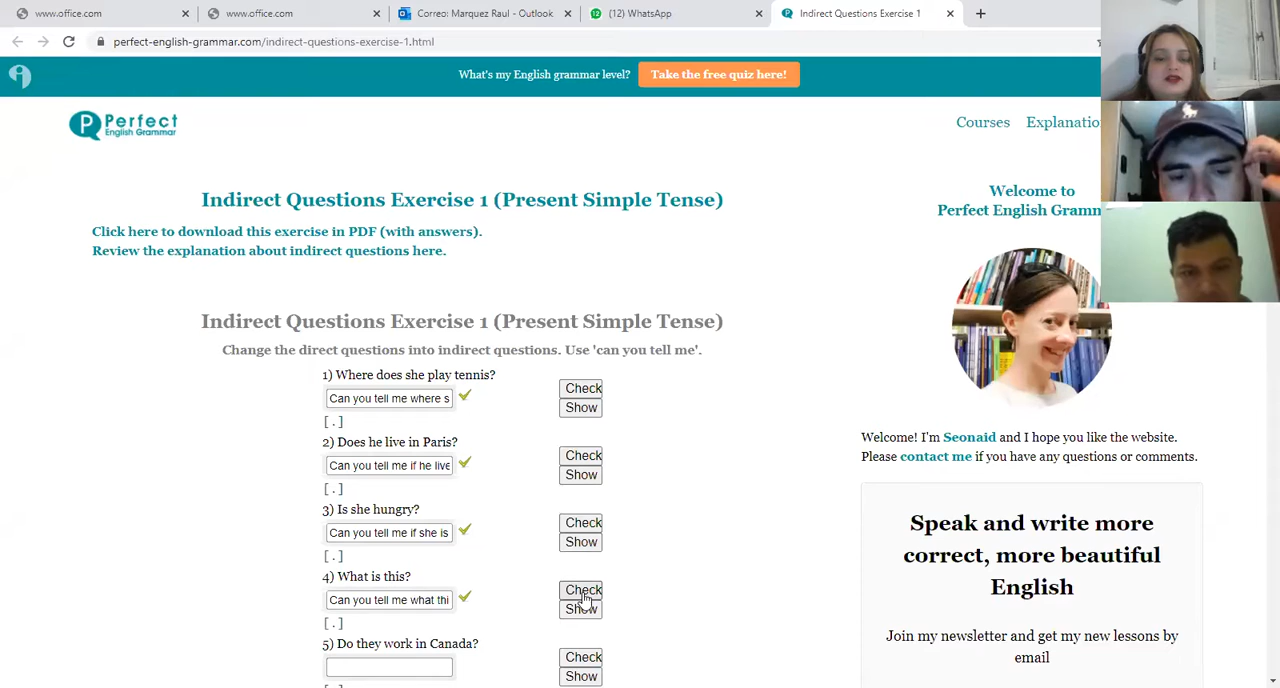 www.office.com
www.office.com
Correo: Marquez Raul - Outlook
(12) WhatsApp
Indirect Questions Exercise 1
perfect-english-grammar.com/indirect-questions-exercise-1.html
What's my English grammar level?
Take the free quiz here!
Perfect
English Grammar
Courses
Explanatio
Indirect Questions Exercise 1 (Present Simple Tense)
Click here to download this exercise in PDF (with answers).
Review the explanation about indirect questions here.
Welcome to
Perfect English Gramm
Indirect Questions Exercise 1 (Present Simple Tense)
Change the direct questions into indirect questions. Use 'can you tell me'.
1) Where does she play tennis?
Can you tell me where s
Check
Show
[ . ]
2) Does he live in Paris?
Can you tell me if he live
Check
Show
[ . ]
3) Is she hungry?
Can you tell me if she is
Check
Show
[ . ]
4) What is this?
Can you tell me what thi
Check
Show
[ . ]
5) Do they work in Canada?
Check
Show
Welcome! I'm Seonaid and I hope you like the website.
Please contact me if you have any questions or comments.
Speak and write more
correct, more beautiful
English
Join my newsletter and get my new lessons by
email